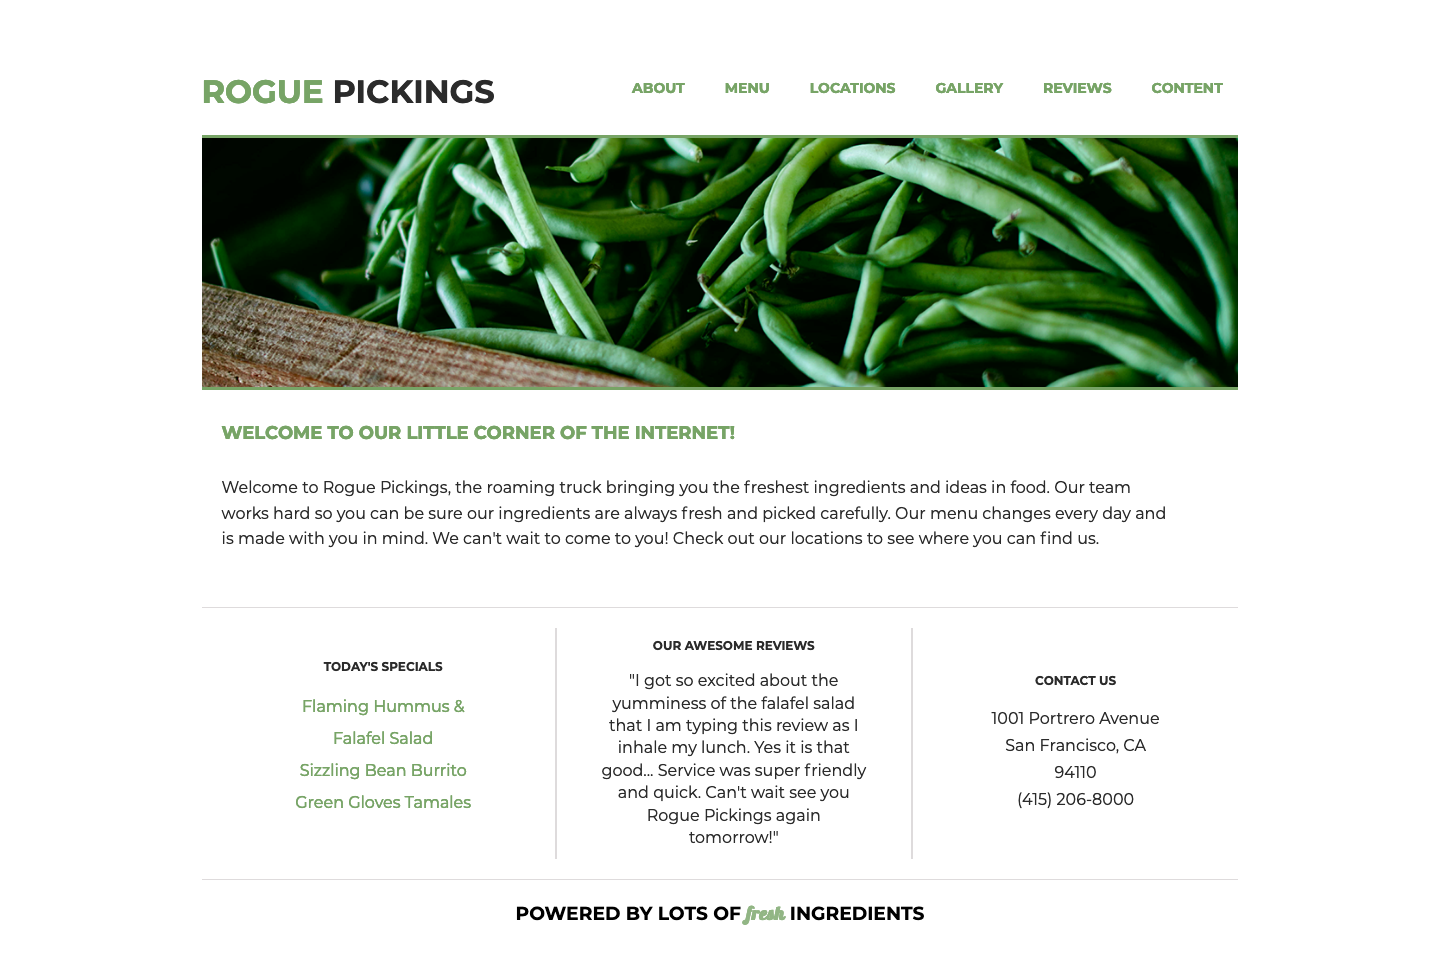 ROGUE PICKINGS
ABOUT MENU LOCATIONS GALLERY REVIEWS CONTENT
WELCOME TO OUR LITTLE CORNER OF THE INTERNET!
Welcome to Rogue Pickings, the roaming truck bringing you the freshest ingredients and ideas in food. Our team
works hard so you can be sure our ingredients are always fresh and picked carefully. Our menu changes every day and
is made with you in mind. We can't wait to come to you! Check out our locations to see where you can find us.
TODAY'S SPECIALS
Flaming Hummus &
Falafel Salad
Sizzling Bean Burrito
Green Gloves Tamales
OUR AWESOME REVIEWS
"I got so excited about the
yumminess of the falafel salad
that I am typing this review as I
inhale my lunch. Yes it is that
good... Service was super friendly
and quick. Can't wait see you
Rogue Pickings again
tomorrow!"
CONTACT US
1001 Portrero Avenue
San Francisco, CA
94110
(415) 206-8000
POWERED BY LOTS OF fresh INGREDIENTS